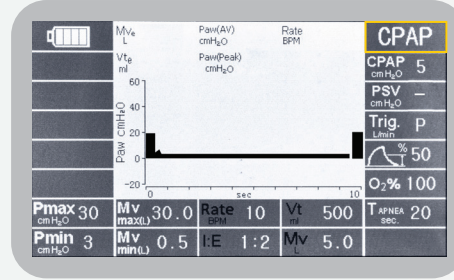 Mve L Paw(AV) cmH2O Rate BPM CPAP
Vte ml Paw(Peak) cmH2O
CPAP cmH2O 5
60
PSV cmH2O –
40
Paw cmH2O
Trig. L/min P
20
% 50
0
O2% 100
-20
0 sec 10
Pmax cmH2O 30 Mv max(L) 30.0 Rate BPM 10 Vt ml 500 TAPNEA sec. 20
Pmin cmH2O 3 Mv min(L) 0.5 I:E 1:2 Mv L 5.0